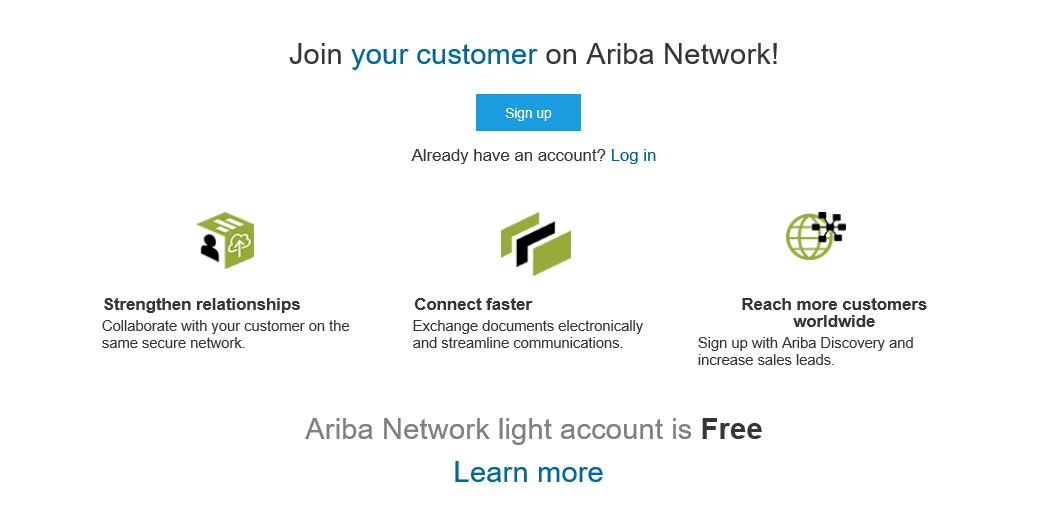 Join your customer on Ariba Network!
Sign up
Already have an account? Log in
Strengthen relationships
Collaborate with your customer on the
same secure network.
Connect faster
Exchange documents electronically
and streamline communications.
Reach more customers
worldwide
Sign up with Ariba Discovery and
increase sales leads.
Ariba Network light account is Free
Learn more